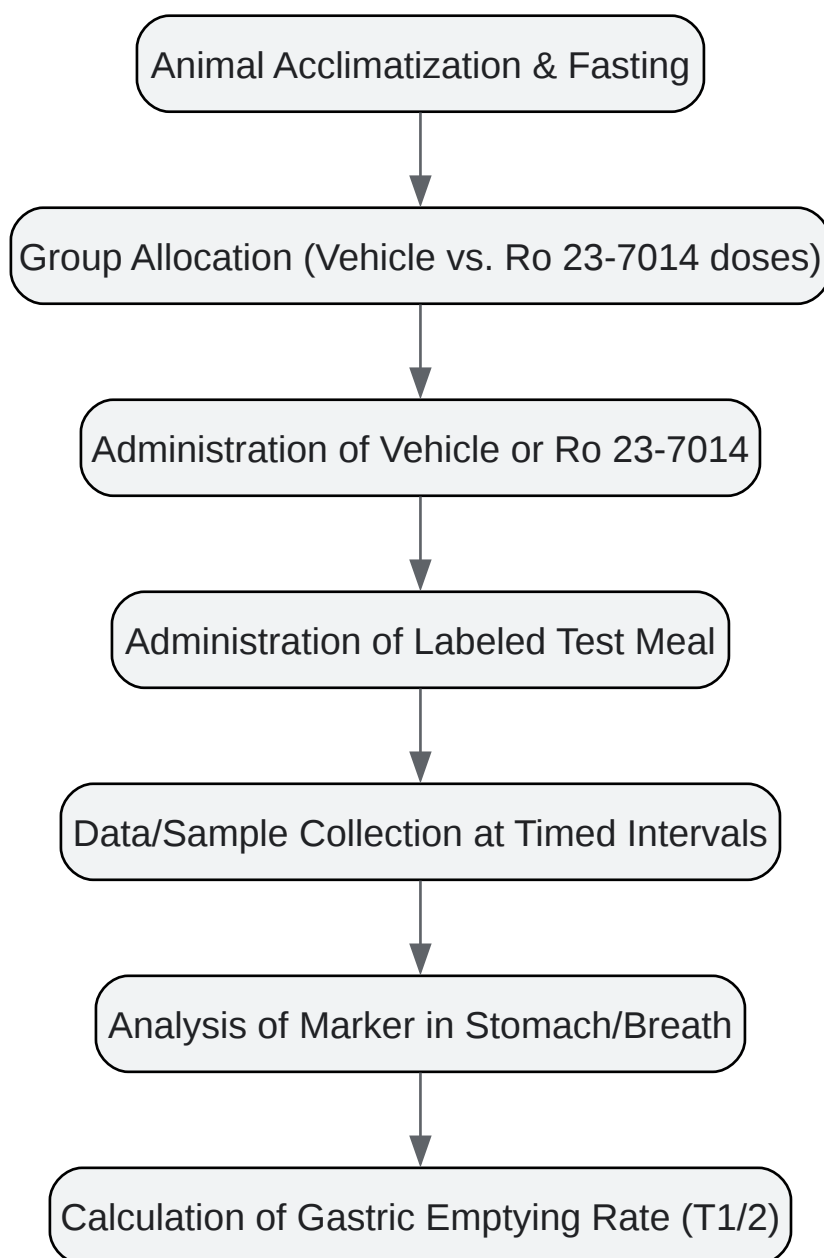 Animal Acclimatization & Fasting
Group Allocation (Vehicle vs. Ro 23-7014 doses)
Administration of Vehicle or Ro 23-7014
Administration of Labeled Test Meal
Data/Sample Collection at Timed Intervals
Analysis of Marker in Stomach/Breath
Calculation of Gastric Emptying Rate (T1/2)